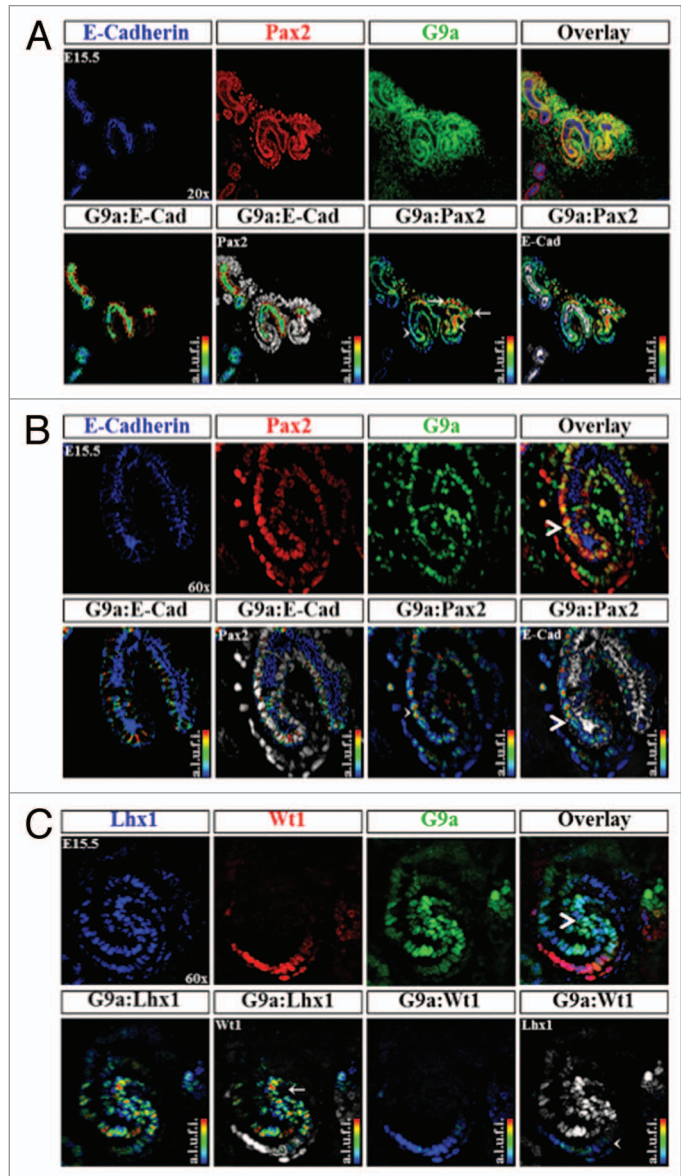 A
E-Cadherin Pax2 G9a Overlay
E15.5
20x
G9a:E-Cad G9a:E-Cad G9a:Pax2 G9a:Pax2
Pax2 E-Cad
a.l.u.f.i. a.l.u.f.i. a.l.u.f.i. a.l.u.f.i.
B
E-Cadherin Pax2 G9a Overlay
E15.5
60x
G9a:E-Cad G9a:E-Cad G9a:Pax2 G9a:Pax2
Pax2 E-Cad
a.l.u.f.i. a.l.u.f.i. a.l.u.f.i. a.l.u.f.i.
C
Lhx1 Wt1 G9a Overlay
E15.5
60x
G9a:Lhx1 G9a:Lhx1 G9a:Wt1 G9a:Wt1
Wt1 Lhx1
a.l.u.f.i. a.l.u.f.i. a.l.u.f.i. a.l.u.f.i.